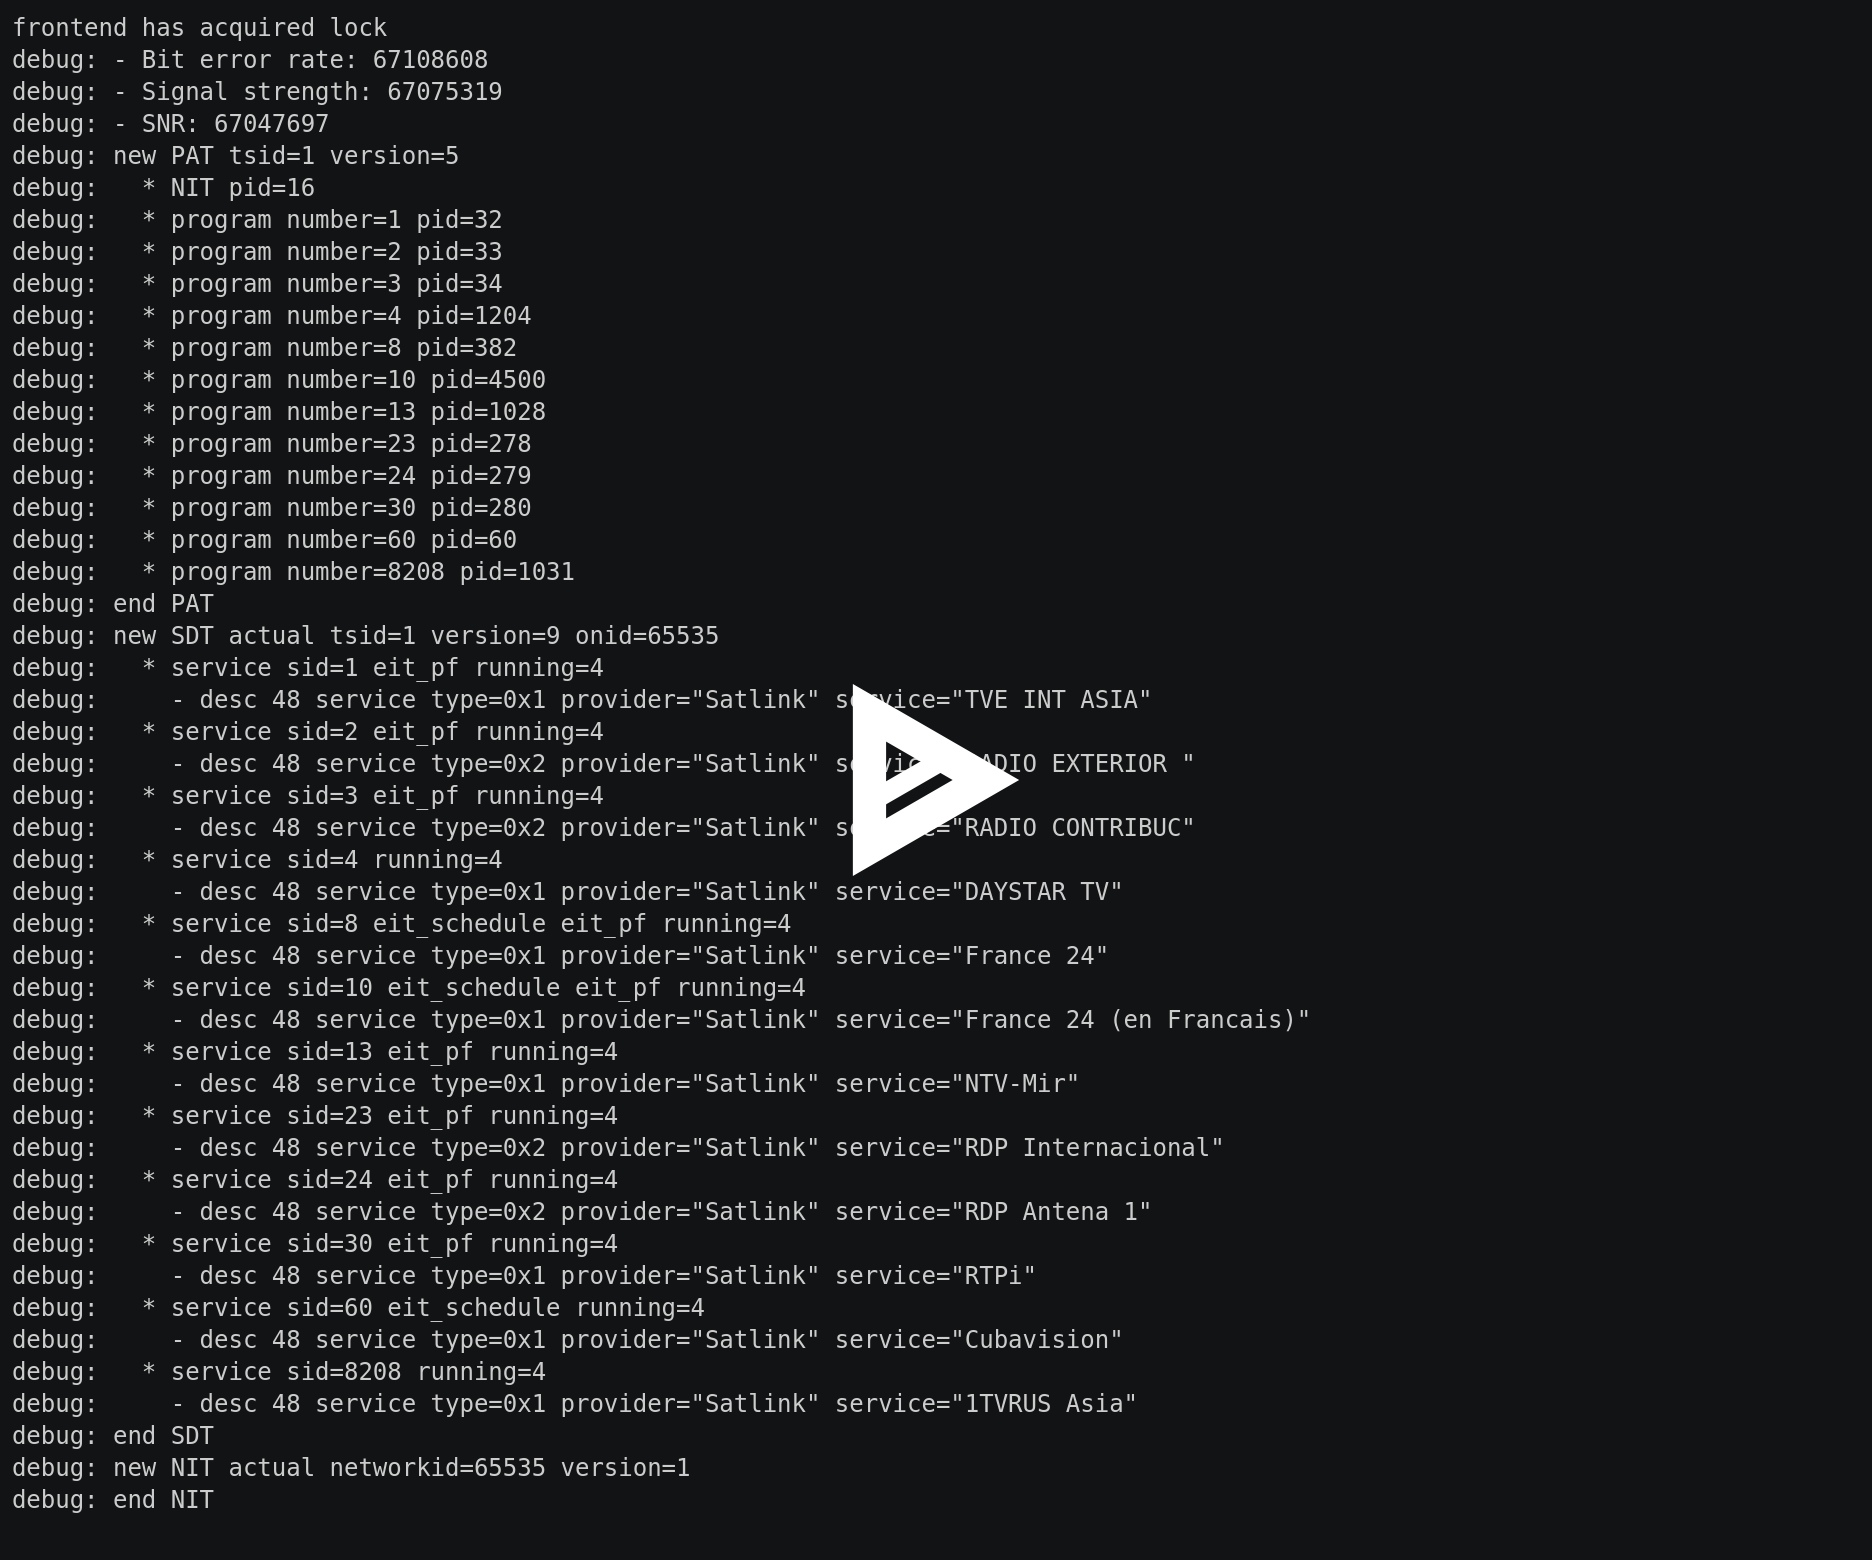 frontend has acquired lock
debug: - Bit error rate: 67108608
debug: - Signal strength: 67075319
debug: - SNR: 67047697
debug: new PAT tsid=1 version=5
debug:   * NIT pid=16
debug:   * program number=1 pid=32
debug:   * program number=2 pid=33
debug:   * program number=3 pid=34
debug:   * program number=4 pid=1204
debug:   * program number=8 pid=382
debug:   * program number=10 pid=4500
debug:   * program number=13 pid=1028
debug:   * program number=23 pid=278
debug:   * program number=24 pid=279
debug:   * program number=30 pid=280
debug:   * program number=60 pid=60
debug:   * program number=8208 pid=1031
debug: end PAT
debug: new SDT actual tsid=1 version=9 onid=65535
debug:   * service sid=1 eit_pf running=4
debug:     - desc 48 service type=0x1 provider="Satlink" service="TVE INT ASIA"
debug:   * service sid=2 eit_pf running=4
debug:     - desc 48 service type=0x2 provider="Satlink" service="RADIO EXTERIOR "
debug:   * service sid=3 eit_pf running=4
debug:     - desc 48 service type=0x2 provider="Satlink" service="RADIO CONTRIBUC"
debug:   * service sid=4 running=4
debug:     - desc 48 service type=0x1 provider="Satlink" service="DAYSTAR TV"
debug:   * service sid=8 eit_schedule eit_pf running=4
debug:     - desc 48 service type=0x1 provider="Satlink" service="France 24"
debug:   * service sid=10 eit_schedule eit_pf running=4
debug:     - desc 48 service type=0x1 provider="Satlink" service="France 24 (en Francais)"
debug:   * service sid=13 eit_pf running=4
debug:     - desc 48 service type=0x1 provider="Satlink" service="NTV-Mir"
debug:   * service sid=23 eit_pf running=4
debug:     - desc 48 service type=0x2 provider="Satlink" service="RDP Internacional"
debug:   * service sid=24 eit_pf running=4
debug:     - desc 48 service type=0x2 provider="Satlink" service="RDP Antena 1"
debug:   * service sid=30 eit_pf running=4
debug:     - desc 48 service type=0x1 provider="Satlink" service="RTPi"
debug:   * service sid=60 eit_schedule running=4
debug:     - desc 48 service type=0x1 provider="Satlink" service="Cubavision"
debug:   * service sid=8208 running=4
debug:     - desc 48 service type=0x1 provider="Satlink" service="1TVRUS Asia"
debug: end SDT
debug: new NIT actual networkid=65535 version=1
debug: end NIT